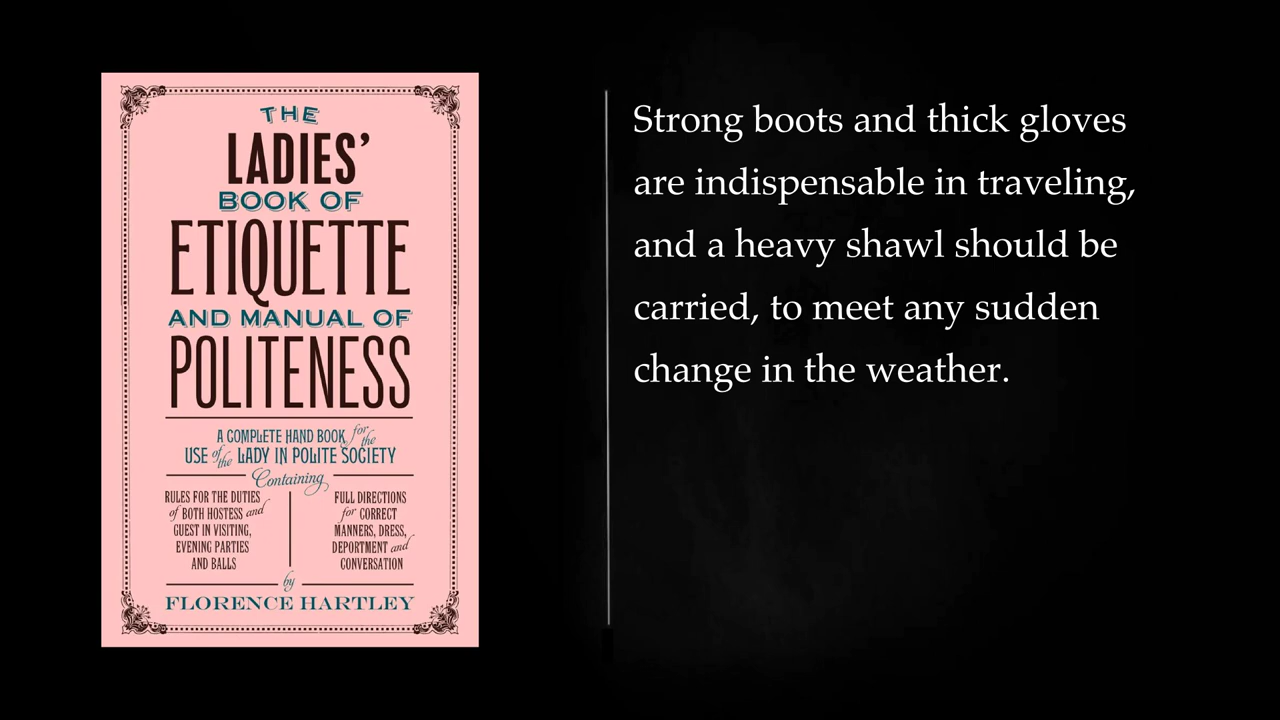 THE
LADIES'
BOOK OF
ETIQUETTE
AND MANUAL OF
POLITENESS
A COMPLETE HAND BOOK for the
USE of the LADY IN POLITE SOCIETY
Containing
RULES FOR THE DUTIES
of BOTH HOSTESS and
GUEST IN VISITING,
EVENING PARTIES
AND BALLS
FULL DIRECTIONS
for CORRECT
MANNERS, DRESS,
DEPORTMENT and
CONVERSATION
by
FLORENCE HARTLEY
Strong boots and thick gloves
are indispensable in traveling,
and a heavy shawl should be
carried, to meet any sudden
change in the weather.